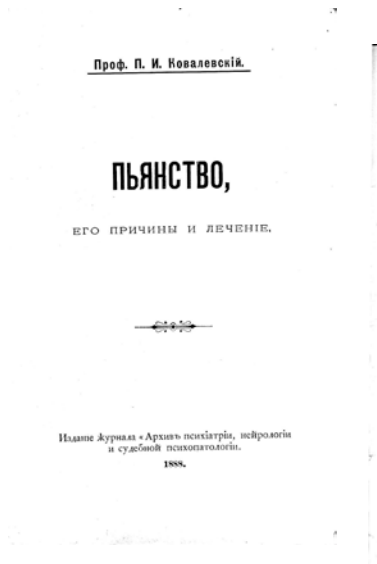 Проф. П. И. Ковалевскій.
ПЬЯНСТВО,
ЕГО ПРИЧИНЫ И ЛЕЧЕНІЕ.
Изданіе Журнала «Архивъ психіатріи, нейрологіи
и судебной психопатологіи.
1888.